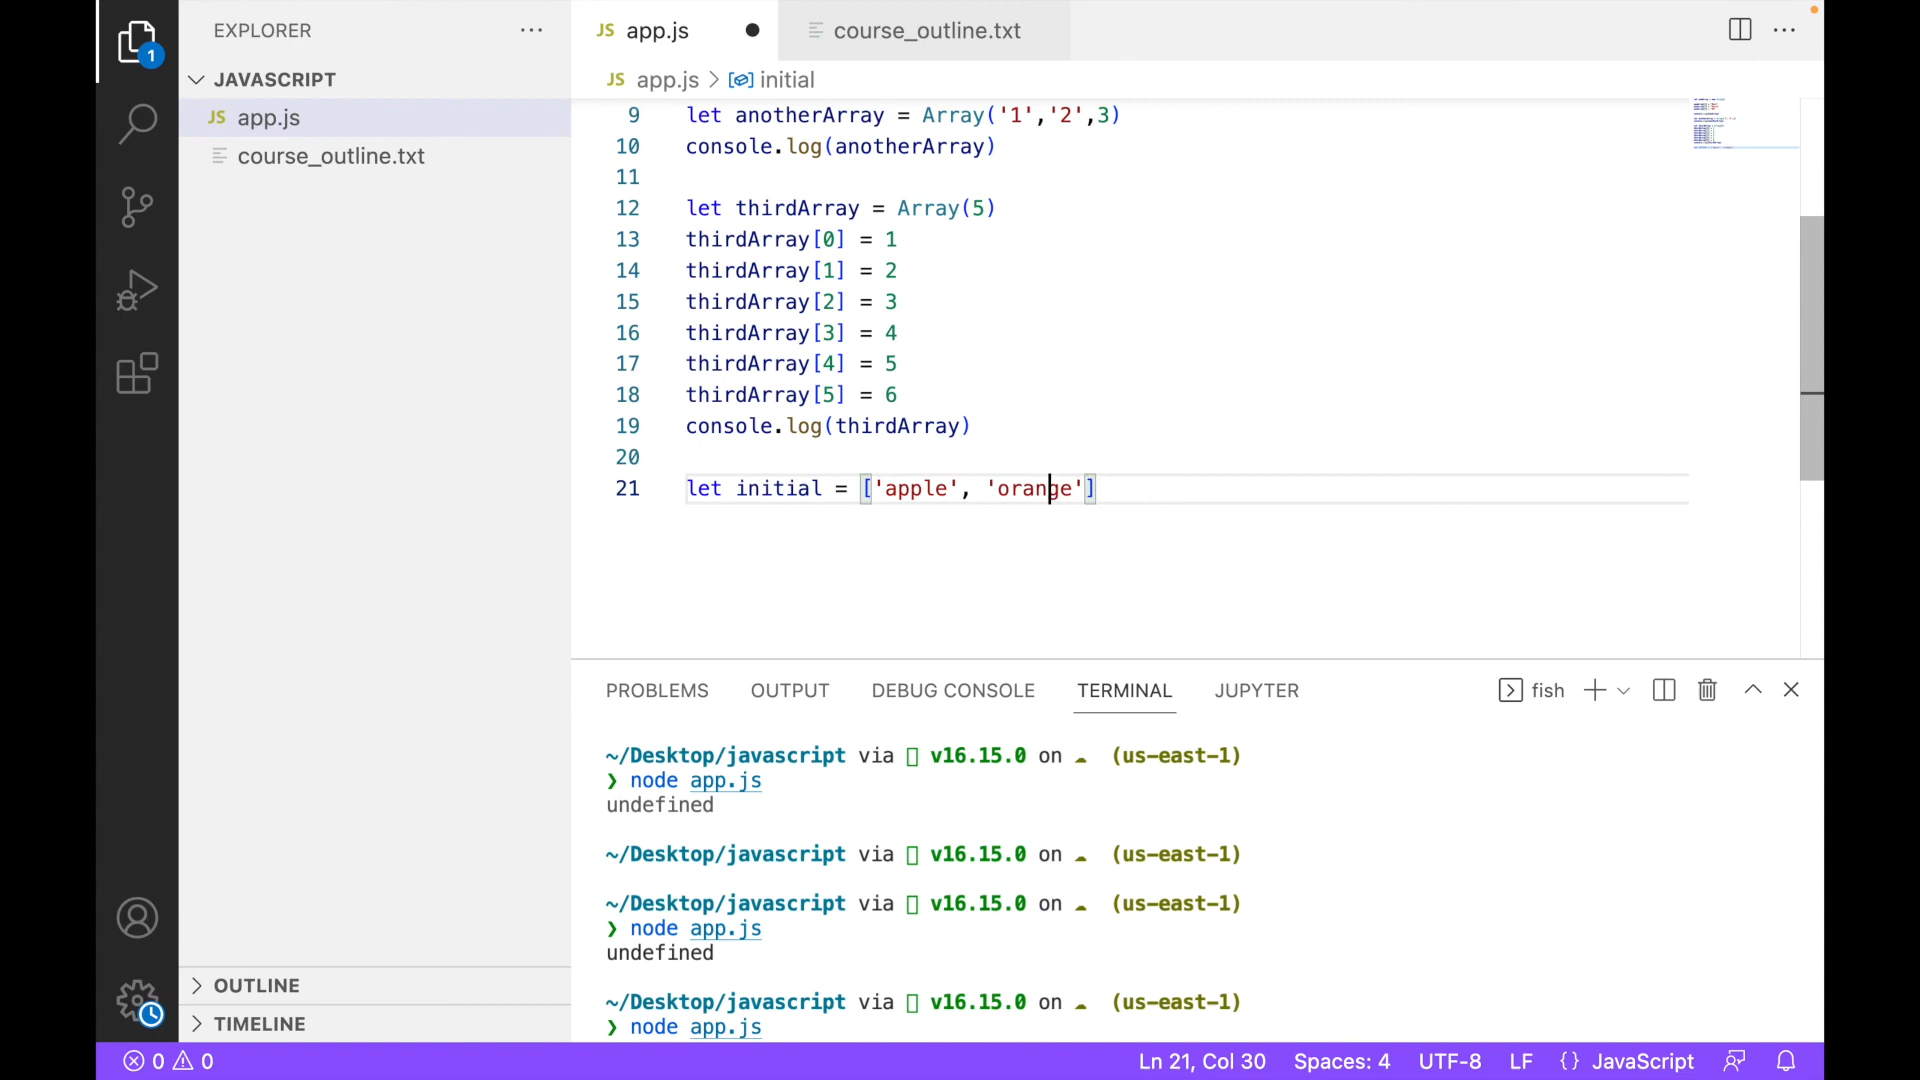 EXPLORER
JS app.js
course_outline.txt
1
JAVASCRIPT
JS app.js > initial
JS app.js
course_outline.txt
9 let anotherArray = Array('1','2',3)
10 console.log(anotherArray)
11
12 let thirdArray = Array(5)
13 thirdArray[0] = 1
14 thirdArray[1] = 2
15 thirdArray[2] = 3
16 thirdArray[3] = 4
17 thirdArray[4] = 5
18 thirdArray[5] = 6
19 console.log(thirdArray)
20
21 let initial = ['apple', 'orange']
PROBLEMS OUTPUT DEBUG CONSOLE TERMINAL JUPYTER fish
~/Desktop/javascript via v16.15.0 on (us-east-1)
❯ node app.js
undefined
~/Desktop/javascript via v16.15.0 on (us-east-1)
~/Desktop/javascript via v16.15.0 on (us-east-1)
❯ node app.js
undefined
~/Desktop/javascript via v16.15.0 on (us-east-1)
❯ node app.js
OUTLINE
TIMELINE
0 0 Ln 21, Col 30 Spaces: 4 UTF-8 LF {} JavaScript